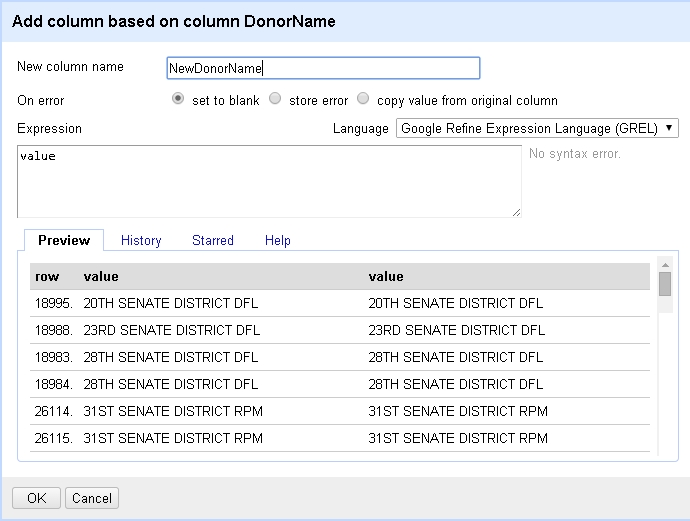 Add column based on column DonorName
New column name NewDonorName
On error set to blank store error copy value from original column
Expression Language Google Refine Expression Language (GREL)
value No syntax error.
Preview History Starred Help
row value value
18995. 20TH SENATE DISTRICT DFL 20TH SENATE DISTRICT DFL
18988. 23RD SENATE DISTRICT DFL 23RD SENATE DISTRICT DFL
18983. 28TH SENATE DISTRICT DFL 28TH SENATE DISTRICT DFL
18984. 28TH SENATE DISTRICT DFL 28TH SENATE DISTRICT DFL
26114. 31ST SENATE DISTRICT RPM 31ST SENATE DISTRICT RPM
26115. 31ST SENATE DISTRICT RPM 31ST SENATE DISTRICT RPM
OK Cancel